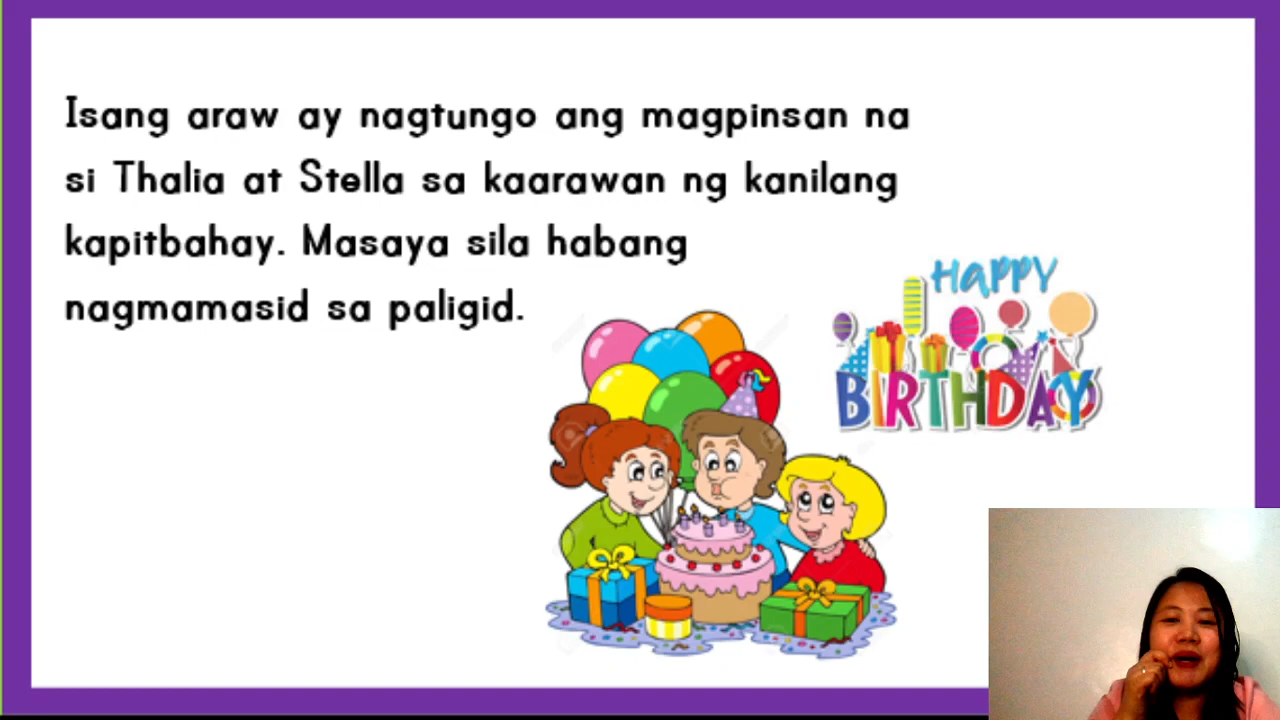 Isang araw ay nagtungo ang magpinsan na
si Thalia at Stella sa kaarawan ng kanilang
kapitbahay. Masaya sila habang
nagmamasid sa paligid.
HAPPY
BIRTHDAY